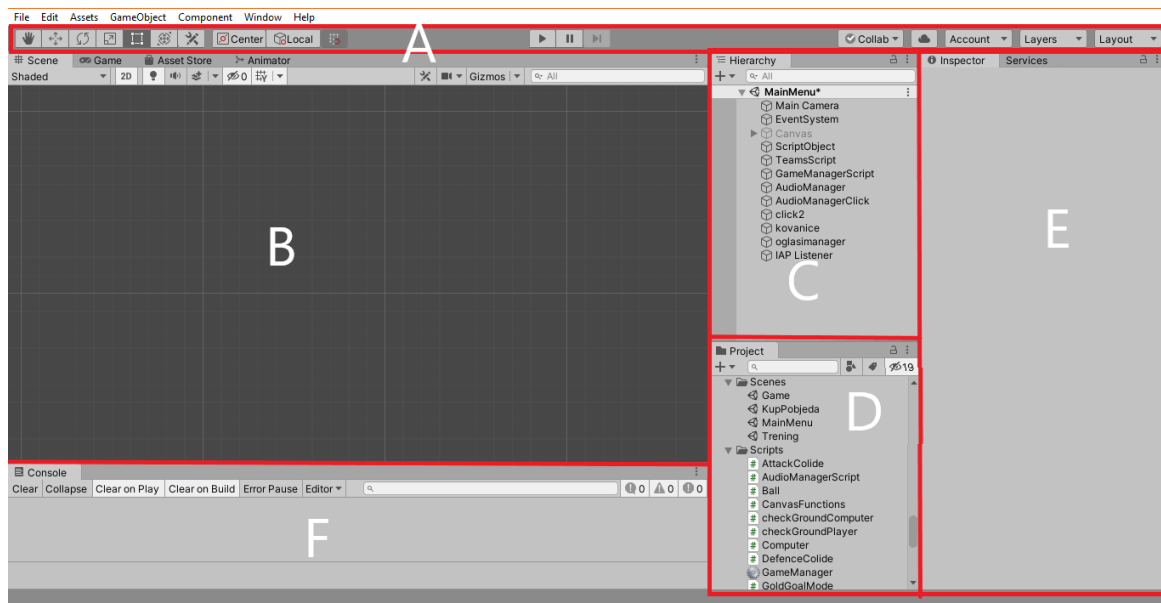 File Edit Assets GameObject Component Window Help
Center Local Collab Account Layers Layout
A
Scene Game Asset Store Animator
Shaded 2D 0 Gizmos All
B
Hierarchy
All
MainMenu*
Main Camera
EventSystem
Canvas
ScriptObject
TeamsScript
GameManagerScript
AudioManager
AudioManagerClick
click2
kovanice
oglasimanager
IAP Listener
C
Inspector Services
E
Project
19
Scenes
Game
KupPobjeda
MainMenu
Trening
D
Scripts
AttackColide
AudioManagerScript
Ball
CanvasFunctions
checkGroundComputer
checkGroundPlayer
Computer
DefenceColide
GameManager
GoldGoalMode
Console
Clear Collapse Clear on Play Clear on Build Error Pause Editor 0 0 0
F